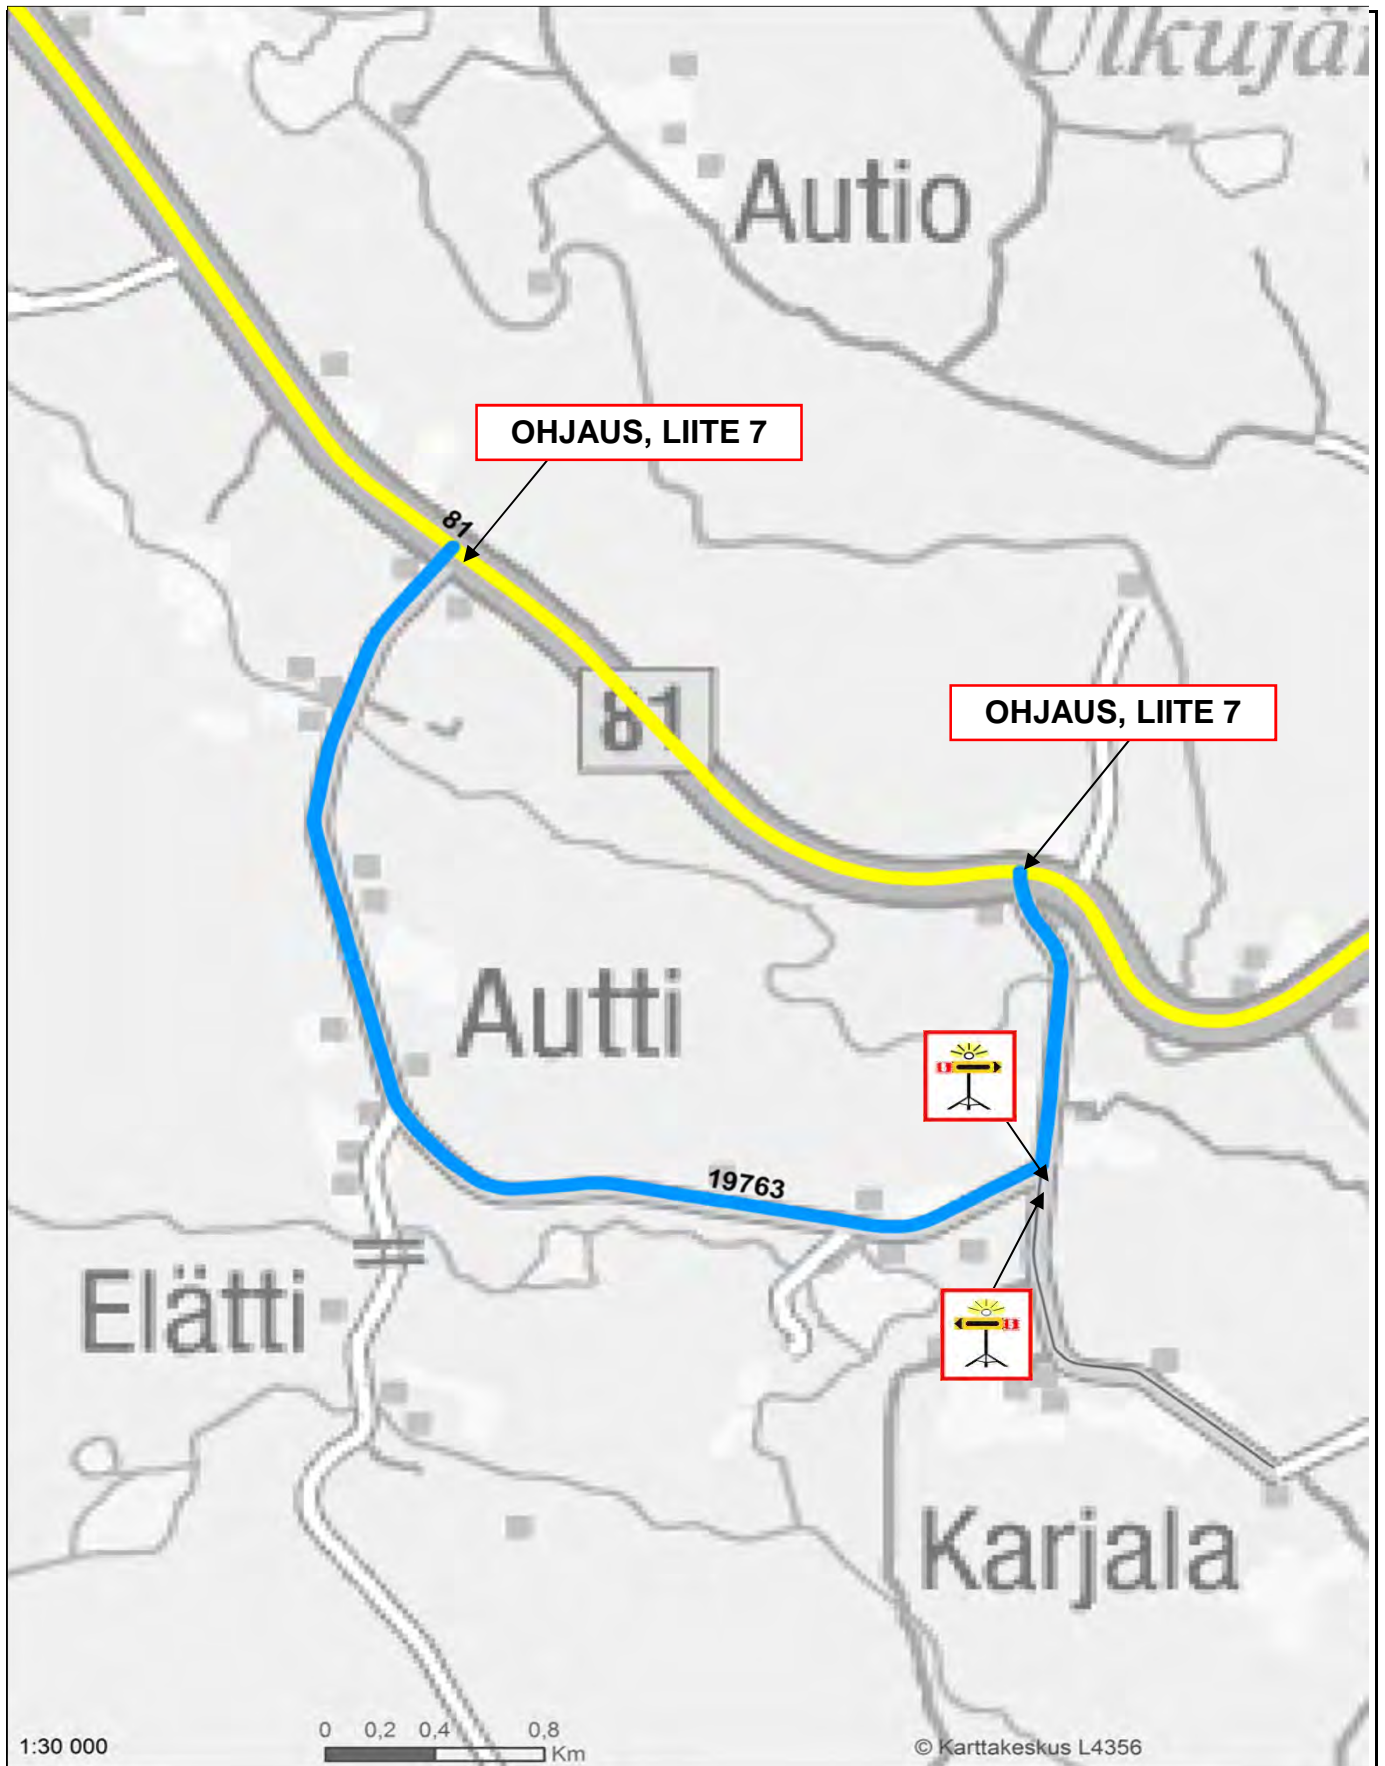 Ulkujär
Autio
OHJAUS, LIITE 7
81
81
OHJAUS, LIITE 7
Autti
19763
Elätti
Karjala
0 0,2 0,4 0,8
Km
1:30 000
© Karttakeskus L4356